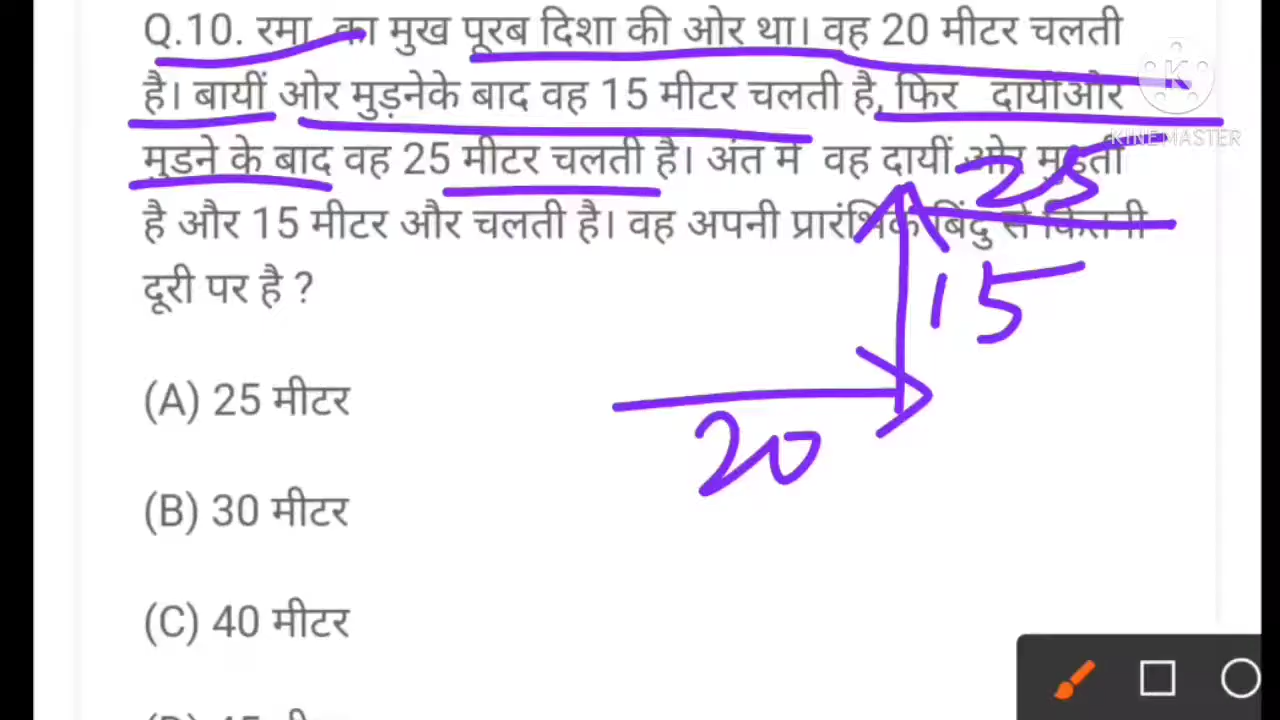 Q.10. रमा का मुख पूरब दिशा की ओर था। वह 20 मीटर चलती
है। बायीं ओर मुड़नेके बाद वह 15 मीटर चलती है, फिर दायींओर
मुडने के बाद वह 25 मीटर चलती है। अंत में वह दायीं ओर मुड़ती
है और 15 मीटर और चलती है। वह अपनी प्रारंभिक बिंदु से कितनी
दूरी पर है ?
25
15
20
(A) 25 मीटर
(B) 30 मीटर
(C) 40 मीटर
K
KINEMASTER